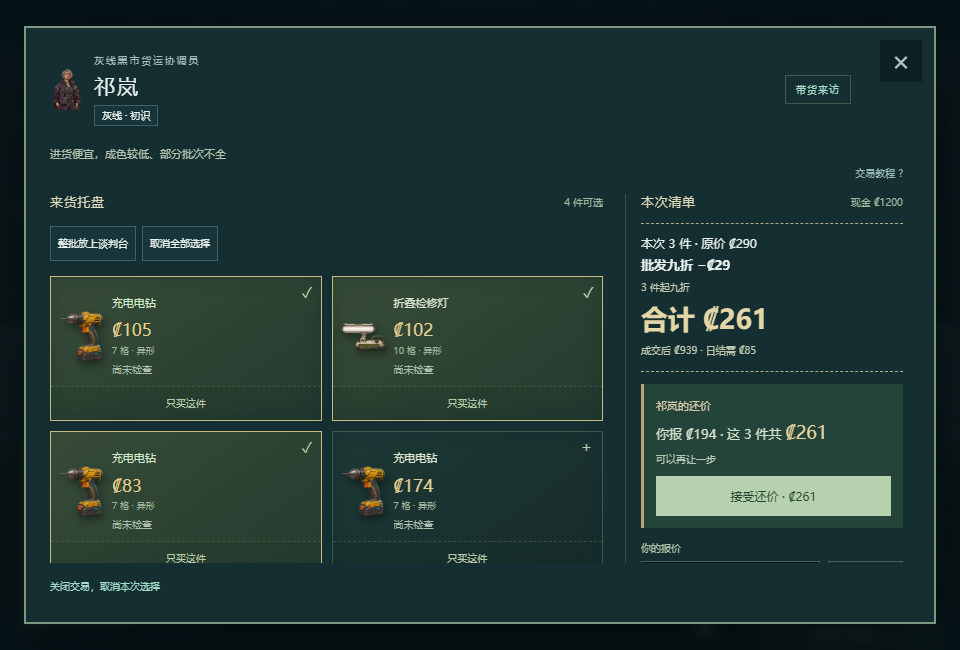 灰线黑市货运协调员
祁岚
灰线 · 初识
带货来访
进货便宜，成色较低、部分批次不全
交易教程 ?
来货托盘
4 件可选
整批放上谈判台
取消全部选择
充电电钻
₡105
7 格 · 异形
尚未检查
只买这件
折叠检修灯
₡102
10 格 · 异形
尚未检查
只买这件
充电电钻
₡83
7 格 · 异形
尚未检查
只买这件
充电电钻
₡174
7 格 · 异形
尚未检查
只买这件
本次清单
现金 ₡1200
本次 3 件 · 原价 ₡290
批发九折 −₡29
3 件起九折
合计 ₡261
成交后 ₡939 · 日结需 ₡85
祁岚的还价
你报 ₡194 · 这 3 件共 ₡261
可以再让一步
接受还价 · ₡261
你的报价
关闭交易，取消本次选择